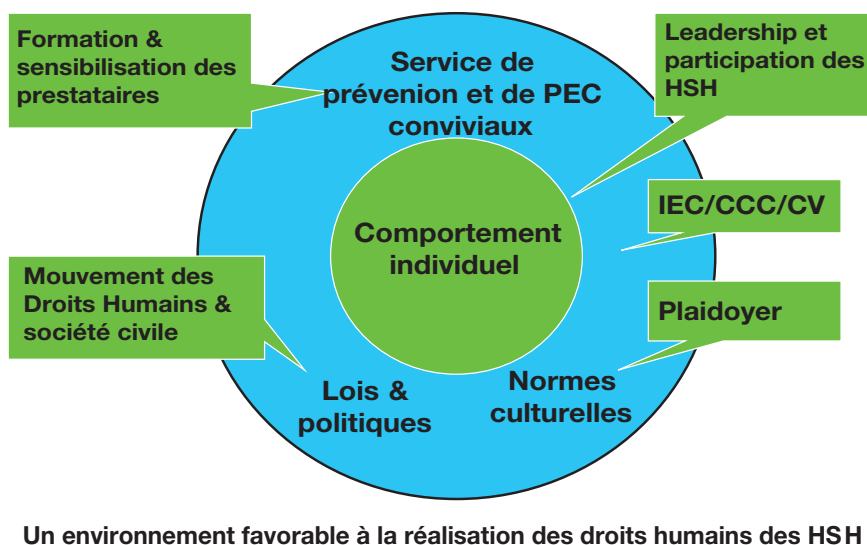 Formation &
sensibilisation des
prestataires
Service de
prévenion et de PEC
conviviaux
Leadership et
participation des
HSH
IEC/CCC/CV
Comportement
individuel
Mouvement des
Droits Humains &
société civile
Plaidoyer
Lois &
politiques
Normes
culturelles
Un environnement favorable à la réalisation des droits humains des HSH